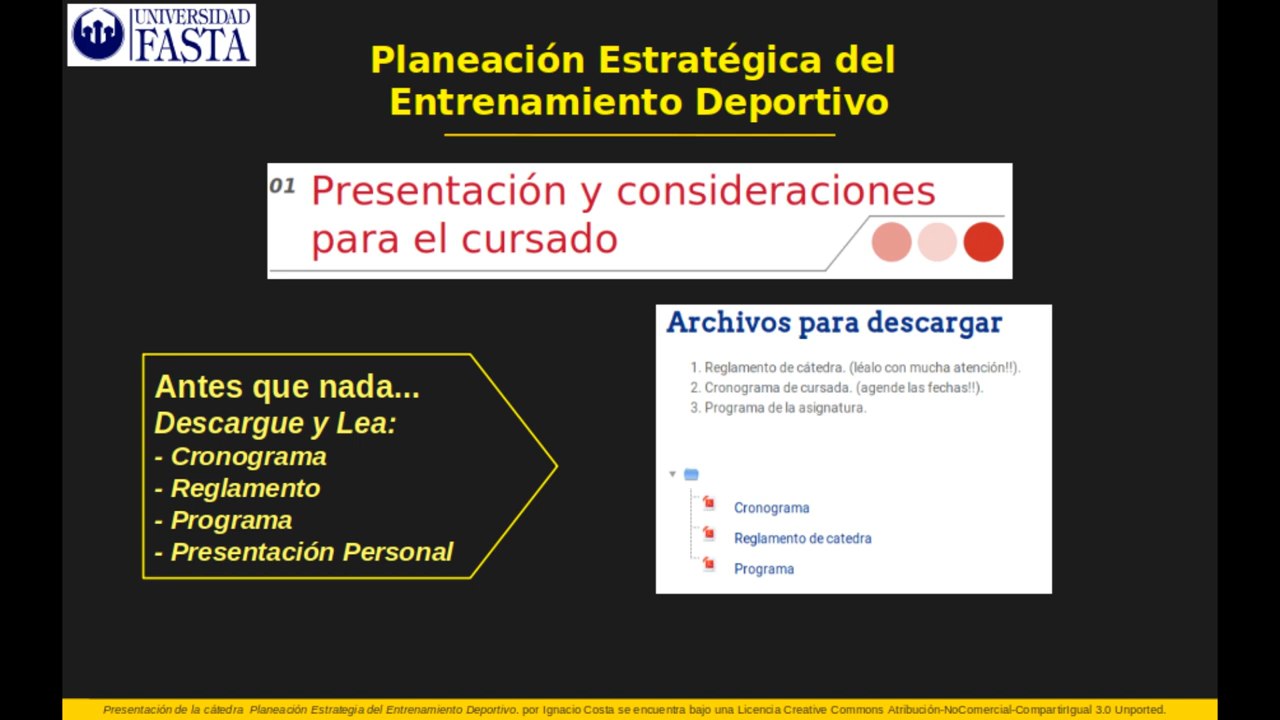 UNIVERSIDAD
FASTA
Planeación Estratégica del
Entrenamiento Deportivo
01 Presentación y consideraciones
para el cursado
Antes que nada...
Descargue y Lea:
- Cronograma
- Reglamento
- Programa
- Presentación Personal
Archivos para descargar
1. Reglamento de cátedra. (léalo con mucha atención!!).
2. Cronograma de cursada. (agende las fechas!!).
3. Programa de la asignatura.
Cronograma
Reglamento de catedra
Programa
Presentación de la cátedra Planeación Estrategia del Entrenamiento Deportivo. por Ignacio Costa se encuentra bajo una Licencia Creative Commons Atribución-NoComercial-CompartirIgual 3.0 Unported.